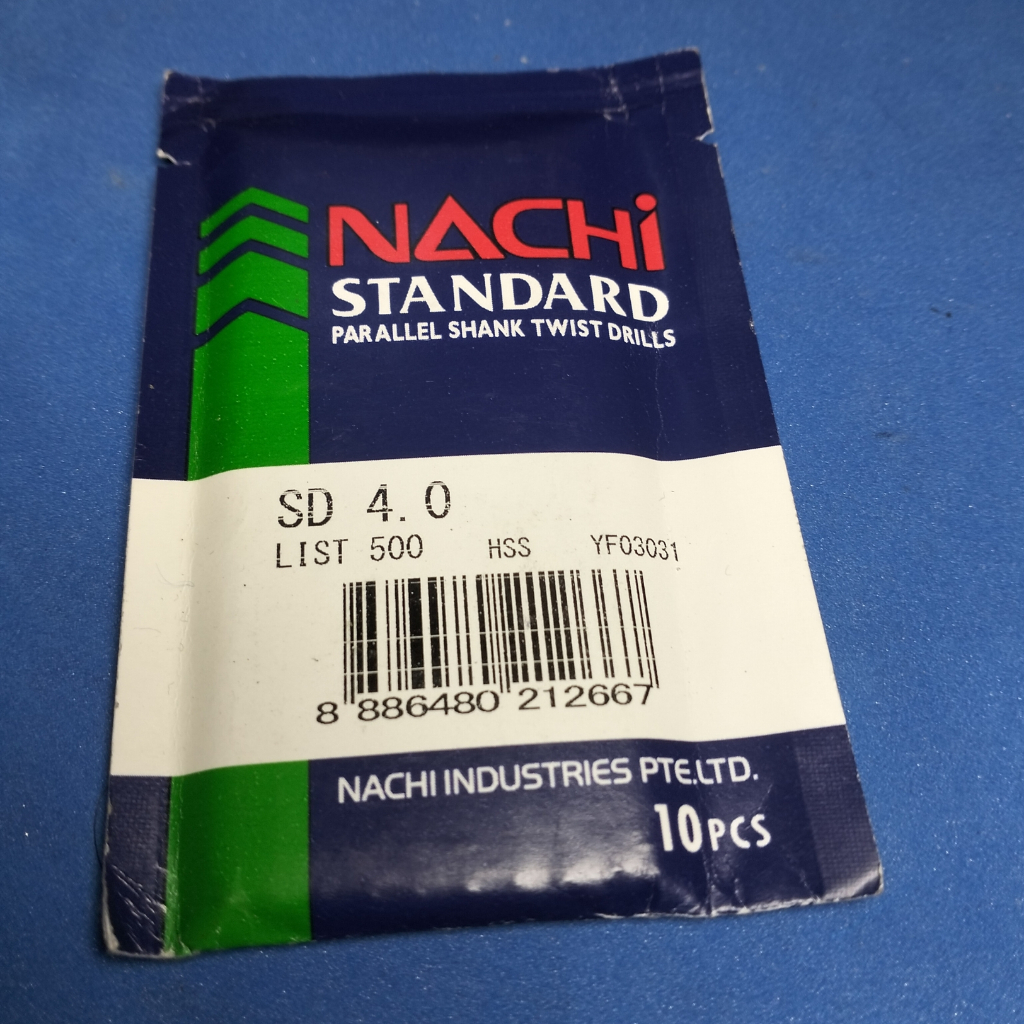 NACHi
STANDARD
PARALLEL SHANK TWIST DRILLS
SD 4.0
LIST 500 HSS YF03031
8 886480 212667
NACHI INDUSTRIES PTE.LTD.
10PCS